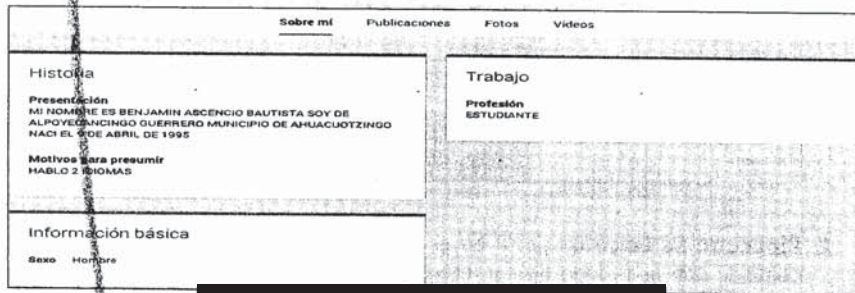 Sobre mí Publicaciones Fotos Vídeos
Historia
Presentación
MI NOMBRE ES BENJAMIN ASCENCIO BAUTISTA SOY DE
ALPOYECANCINGO GUERRERO MUNICIPIO DE AHUACUOTZINGO
NACI EL 9 DE ABRIL DE 1995
Motivos para presumir
HABLO 2 IDIOMAS
Información básica
Sexo Hombre
Trabajo
Profesión
ESTUDIANTE